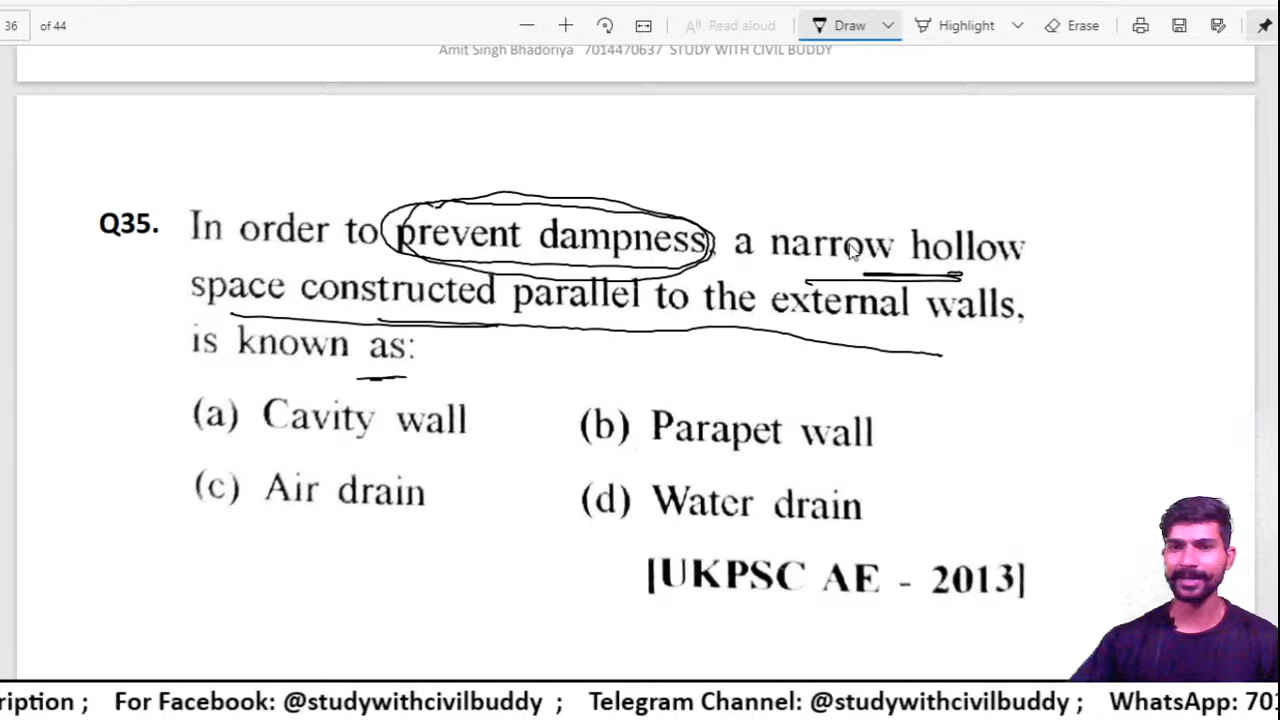 36 of 44 Read aloud Draw Highlight Erase
Amit Singh Bhadoriya 7014470637 STUDY WITH CIVIL BUDDY
Q35. In order to prevent dampness, a narrow hollow
space constructed parallel to the external walls,
is known as:
(a) Cavity wall (b) Parapet wall
(c) Air drain (d) Water drain
[UKPSC AE - 2013]
ription ; For Facebook: @studywithcivilbuddy ; Telegram Channel: @studywithcivilbuddy ; WhatsApp: 701